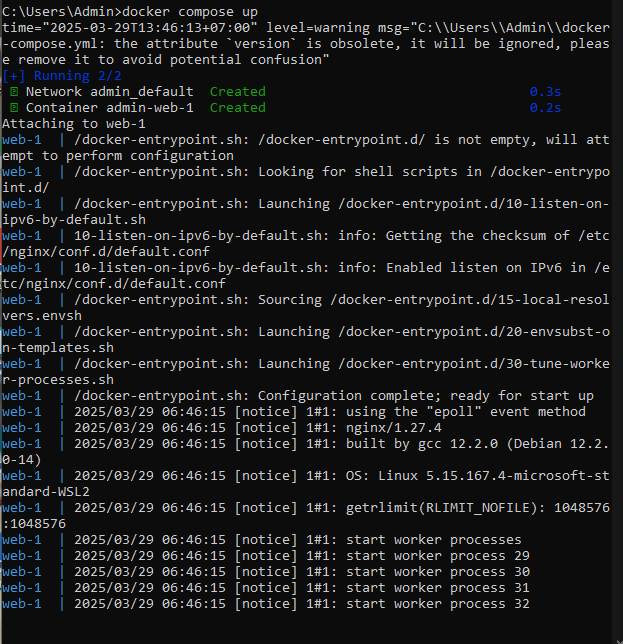 C:\Users\Admin>docker compose up
time="2025-03-29T13:46:13+07:00" level=warning msg="C:\\Users\\Admin\\docker
-compose.yml: the attribute `version` is obsolete, it will be ignored, pleas
e remove it to avoid potential confusion"
[+] Running 2/2
Network admin_default  Created                                 0.3s
Container admin-web-1  Created                                 0.2s
Attaching to web-1
web-1  | /docker-entrypoint.sh: /docker-entrypoint.d/ is not empty, will att
empt to perform configuration
web-1  | /docker-entrypoint.sh: Looking for shell scripts in /docker-entrypo
int.d/
web-1  | /docker-entrypoint.sh: Launching /docker-entrypoint.d/10-listen-on-
ipv6-by-default.sh
web-1  | 10-listen-on-ipv6-by-default.sh: info: Getting the checksum of /etc
/nginx/conf.d/default.conf
web-1  | 10-listen-on-ipv6-by-default.sh: info: Enabled listen on IPv6 in /e
tc/nginx/conf.d/default.conf
web-1  | /docker-entrypoint.sh: Sourcing /docker-entrypoint.d/15-local-resol
vers.envsh
web-1  | /docker-entrypoint.sh: Launching /docker-entrypoint.d/20-envsubst-o
n-templates.sh
web-1  | /docker-entrypoint.sh: Launching /docker-entrypoint.d/30-tune-worke
r-processes.sh
web-1  | /docker-entrypoint.sh: Configuration complete; ready for start up
web-1  | 2025/03/29 06:46:15 [notice] 1#1: using the "epoll" event method
web-1  | 2025/03/29 06:46:15 [notice] 1#1: nginx/1.27.4
web-1  | 2025/03/29 06:46:15 [notice] 1#1: built by gcc 12.2.0 (Debian 12.2.
0-14)
web-1  | 2025/03/29 06:46:15 [notice] 1#1: OS: Linux 5.15.167.4-microsoft-st
andard-WSL2
web-1  | 2025/03/29 06:46:15 [notice] 1#1: getrlimit(RLIMIT_NOFILE): 1048576
:1048576
web-1  | 2025/03/29 06:46:15 [notice] 1#1: start worker processes
web-1  | 2025/03/29 06:46:15 [notice] 1#1: start worker process 29
web-1  | 2025/03/29 06:46:15 [notice] 1#1: start worker process 30
web-1  | 2025/03/29 06:46:15 [notice] 1#1: start worker process 31
web-1  | 2025/03/29 06:46:15 [notice] 1#1: start worker process 32